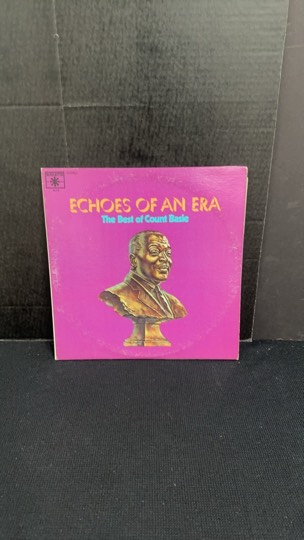 ECHOES OF AN ERA
The Best of Count Basie